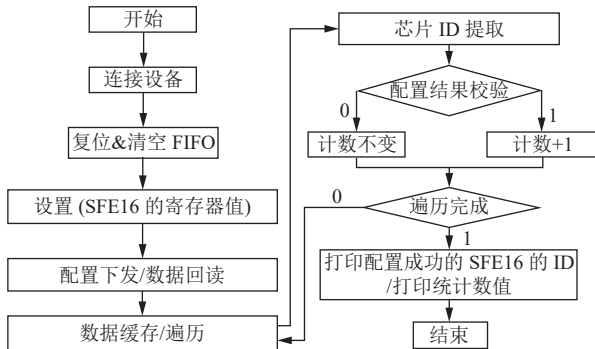 开始
连接设备
复位&清空 FIFO
设置 (SFE16 的寄存器值)
配置下发/数据回读
数据缓存/遍历
芯片 ID 提取
配置结果校验
0
1
计数不变
计数+1
0
遍历完成
1
打印配置成功的 SFE16 的 ID
/打印统计数值
结束